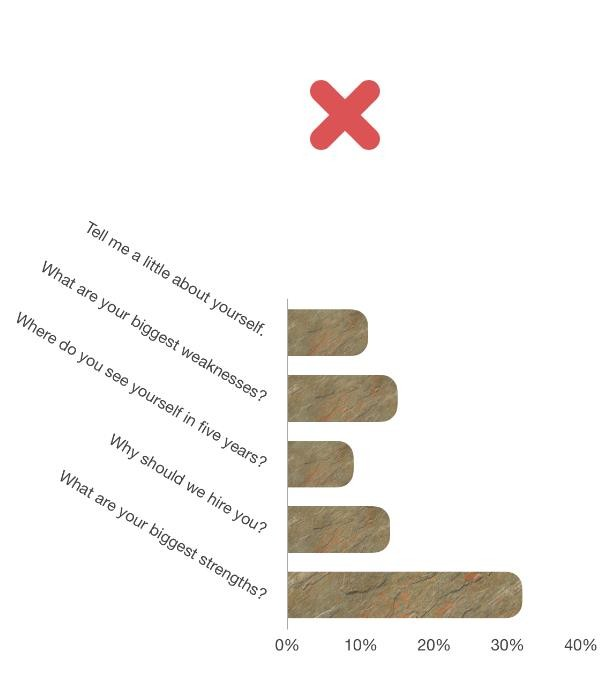 Tell me a little about yourself.
What are your biggest weaknesses?
Where do you see yourself in five years?
Why should we hire you?
What are your biggest strengths?
0% 10% 20% 30% 40%